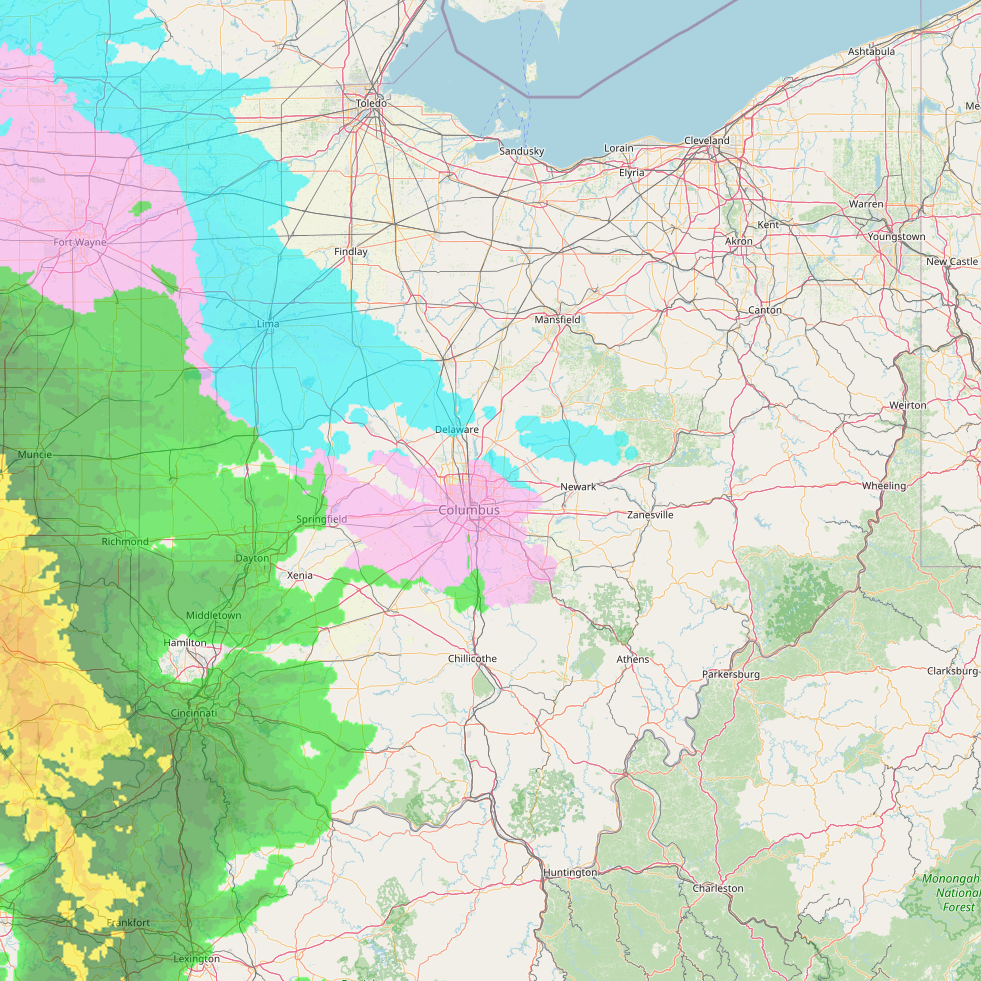 Ashtabula
Toledo
Me
Sandusky
Lorain
Cleveland
Elyria
Warren
Kent
Youngstown
Akron
Fort Wayne
Findlay
New Castle
Canton
Mansfield
Lima
Weirton
Delaware
Muncie
Newark
Wheeling
Columbus
Zanesville
Springfield
Richmond
Dayton
Xenia
Middletown
Hamilton
Chillicothe
Athens
Parkersburg
Clarksburg
Cincinnati
Huntington
Charleston
Monongah
National
Forest
Frankfort
Lexington